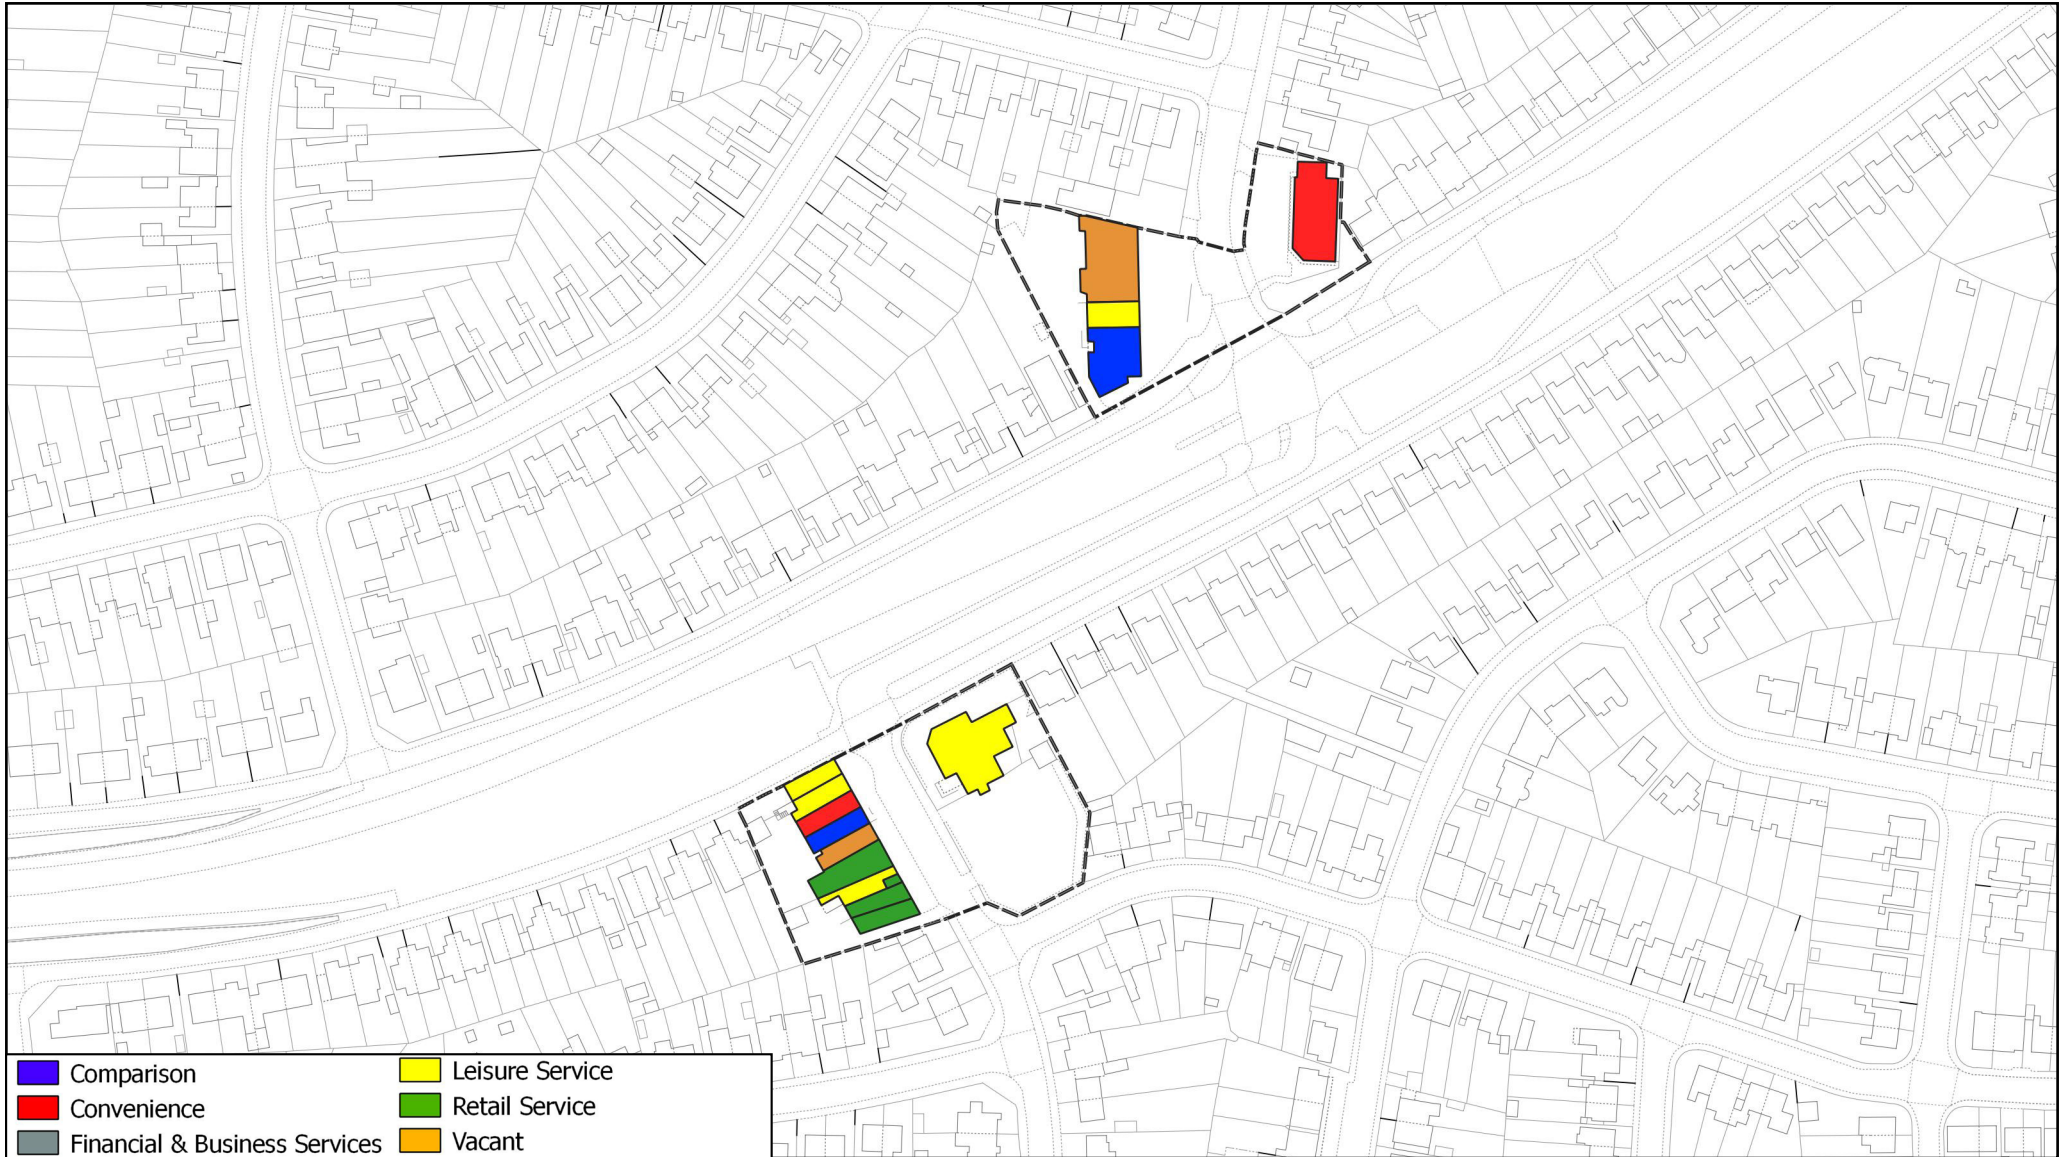 Comparison
Convenience
Financial & Business Services
Leisure Service
Retail Service
Vacant